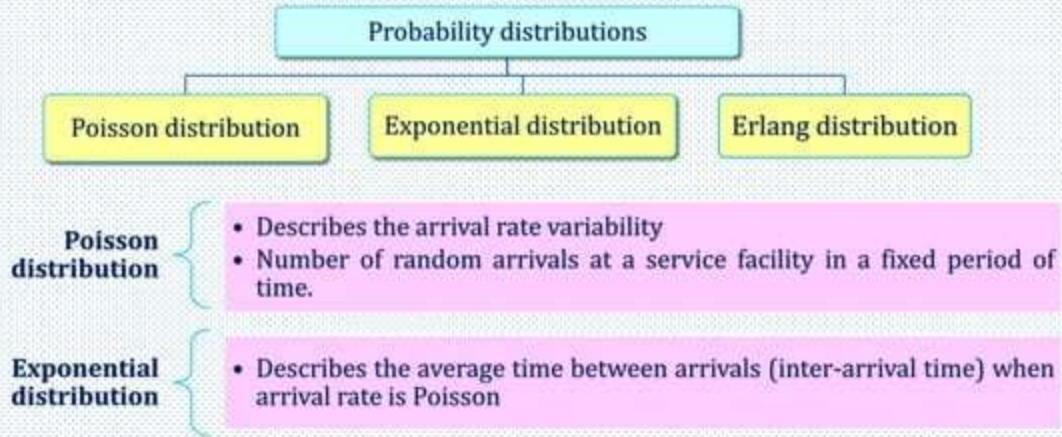 Probability distributions
Poisson distribution
Exponential distribution
Erlang distribution
Poisson
distribution
• Describes the arrival rate variability
• Number of random arrivals at a service facility in a fixed period of
time.
Exponential
distribution
• Describes the average time between arrivals (inter-arrival time) when
arrival rate is Poisson